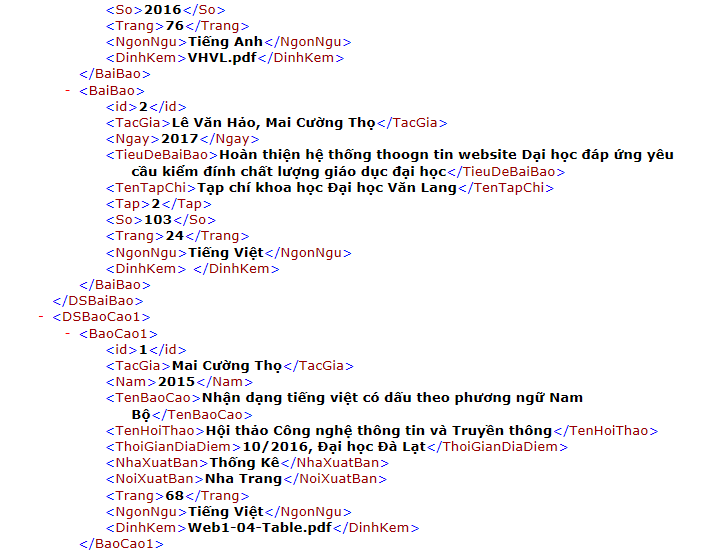 <So>2016</So>
<Trang>76</Trang>
<NgonNgu>Tiếng Anh</NgonNgu>
<DinhKem>VHVL.pdf</DinhKem>
</BaiBao>
- <BaiBao>
<id>2</id>
<TacGia>Lê Văn Hảo, Mai Cường Thọ</TacGia>
<Ngay>2017</Ngay>
<TieuDeBaiBao>Hoàn thiện hệ thống thoogn tin website Dại học đáp ứng yêu
cầu kiểm đính chất lượng giáo dục đại học</TieuDeBaiBao>
<TenTapChi>Tạp chí khoa học Đại học Văn Lang</TenTapChi>
<Tap>2</Tap>
<So>103</So>
<Trang>24</Trang>
<NgonNgu>Tiếng Việt</NgonNgu>
<DinhKem> </DinhKem>
</BaiBao>
</DSBaiBao>
- <DSBaoCao1>
- <BaoCao1>
<id>1</id>
<TacGia>Mai Cường Thọ</TacGia>
<Nam>2015</Nam>
<TenBaoCao>Nhận dạng tiếng việt có dấu theo phương ngữ Nam
Bộ</TenBaoCao>
<TenHoiThao>Hội thảo Công nghệ thông tin và Truyền thông</TenHoiThao>
<ThoiGianDiaDiem>10/2016, Đại học Đà Lạt</ThoiGianDiaDiem>
<NhaXuatBan>Thống Kê</NhaXuatBan>
<NoiXuatBan>Nha Trang</NoiXuatBan>
<Trang>68</Trang>
<NgonNgu>Tiếng Việt</NgonNgu>
<DinhKem>Web1-04-Table.pdf</DinhKem>
</BaoCao1>